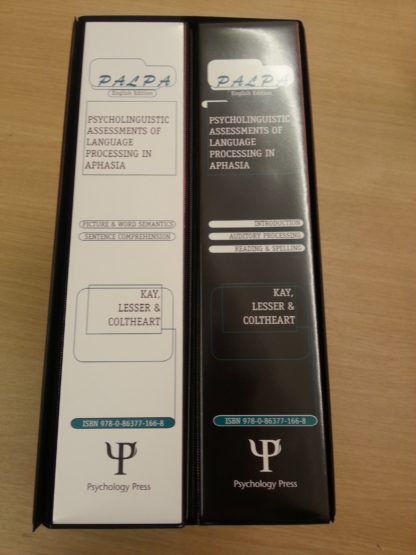 PALPA
English Edition
PSYCHOLINGUISTIC
ASSESSMENTS OF
LANGUAGE
PROCESSING IN
APHASIA
PICTURE & WORD SEMANTICS
SENTENCE COMPREHENSION
KAY,
LESSER &
COLTHEART
ISBN 978-0-86377-166-8
Ψ
Psychology Press
PALPA
English Edition
PSYCHOLINGUISTIC
ASSESSMENTS OF
LANGUAGE
PROCESSING IN
APHASIA
INTRODUCTION
AUDITORY PROCESSING
READING & SPELLING
KAY,
LESSER &
COLTHEART
ISBN 978-0-86377-166-8
Ψ
Psychology Press